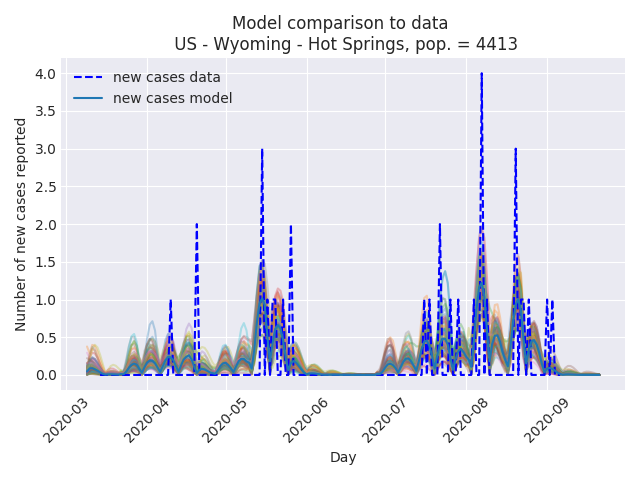 Model comparison to data
US - Wyoming - Hot Springs, pop. = 4413
new cases data
new cases model
Number of new cases reported
4.0
3.5
3.0
2.5
2.0
1.5
1.0
0.5
0.0
2020-03
2020-04
2020-05
2020-06
2020-07
2020-08
2020-09
Day